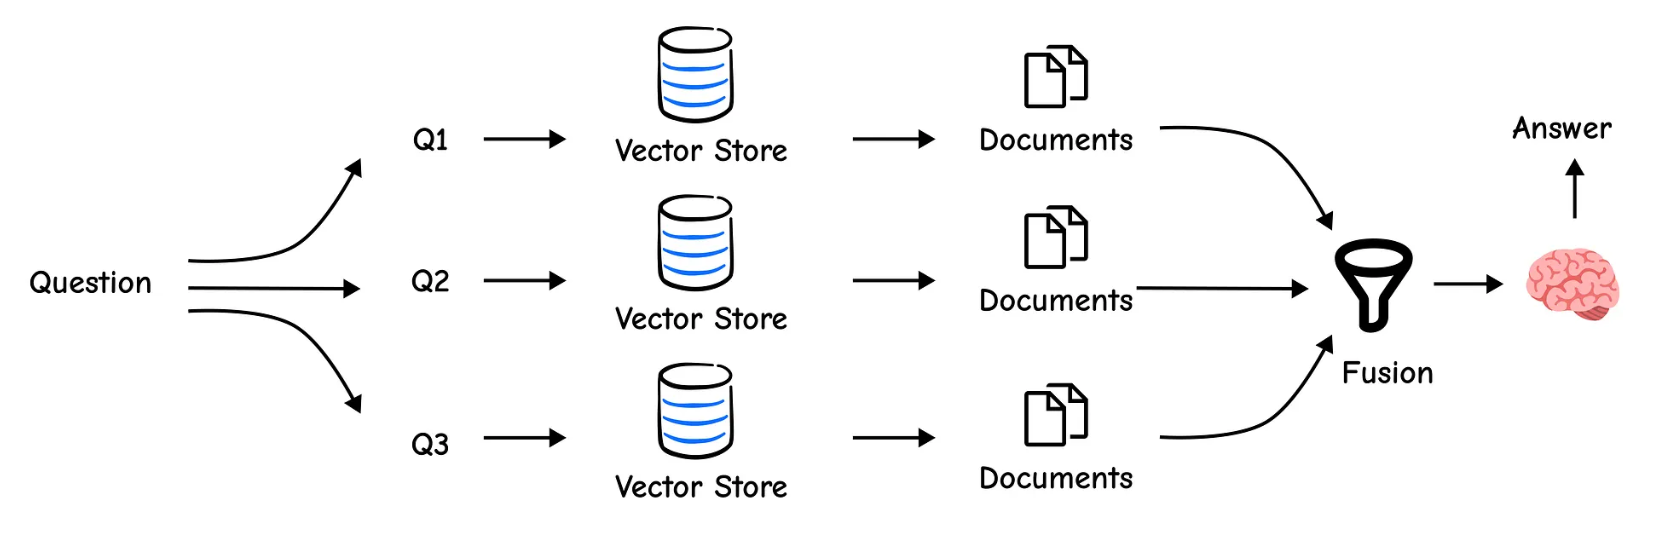 Question
Q1
Vector Store
Documents
Q2
Vector Store
Documents
Q3
Vector Store
Documents
Fusion
Answer